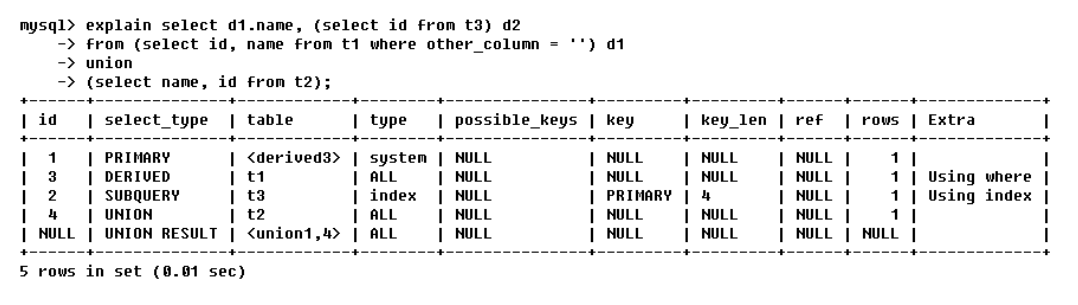 mysql> explain select d1.name, (select id from t3) d2
    -> from (select id, name from t1 where other_column = '') d1
    -> union
    -> (select name, id from t2);
+------+--------------+------------+--------+---------------+---------+---------+------+------+-------------+
| id   | select_type  | table      | type   | possible_keys | key     | key_len | ref  | rows | Extra       |
+------+--------------+------------+--------+---------------+---------+---------+------+------+-------------+
|  1   | PRIMARY      | <derived3> | system | NULL          | NULL    | NULL    | NULL |    1 |             |
|  3   | DERIVED      | t1         | ALL    | NULL          | NULL    | NULL    | NULL |    1 | Using where |
|  2   | SUBQUERY     | t3         | index  | NULL          | PRIMARY | 4       | NULL |    1 | Using index |
|  4   | UNION        | t2         | ALL    | NULL          | NULL    | NULL    | NULL |    1 |             |
| NULL | UNION RESULT | <union1,4> | ALL    | NULL          | NULL    | NULL    | NULL | NULL |             |
+------+--------------+------------+--------+---------------+---------+---------+------+------+-------------+
5 rows in set (0.01 sec)